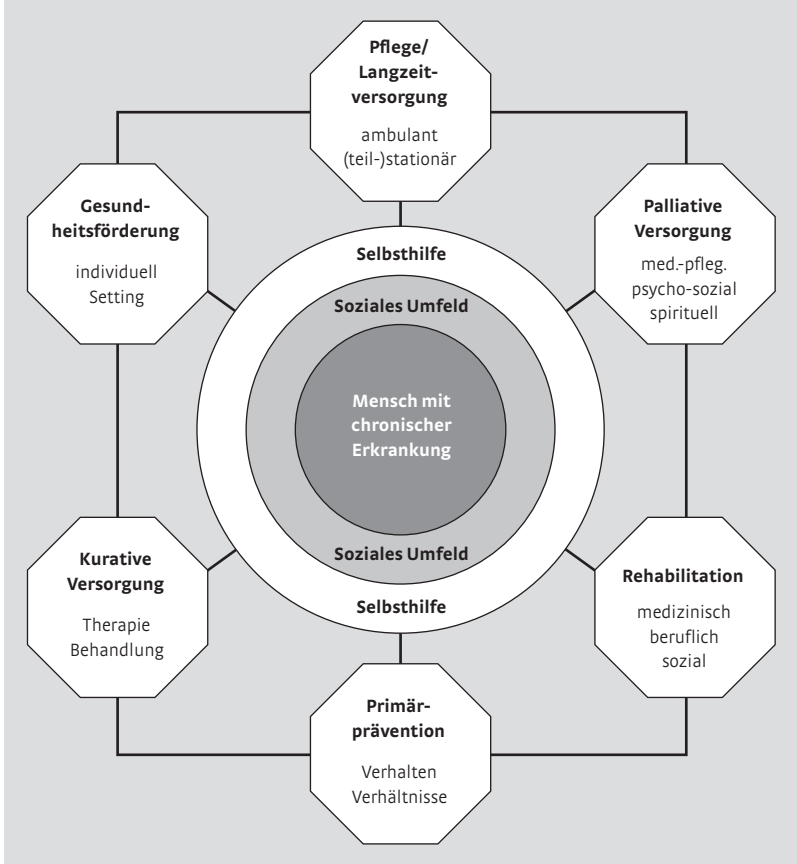 Pflege/
Langzeit-
versorgung
ambulant
(teil-)stationär
Gesund-
heitsförderung
individuell
Setting
Palliative
Versorgung
med.-pfleg.
psycho-sozial
spirituell
Selbsthilfe
Soziales Umfeld
Mensch mit
chronischer
Erkrankung
Soziales Umfeld
Selbsthilfe
Kurative
Versorgung
Therapie
Behandlung
Rehabilitation
medizinisch
beruflich
sozial
Primär-
prävention
Verhalten
Verhältnisse